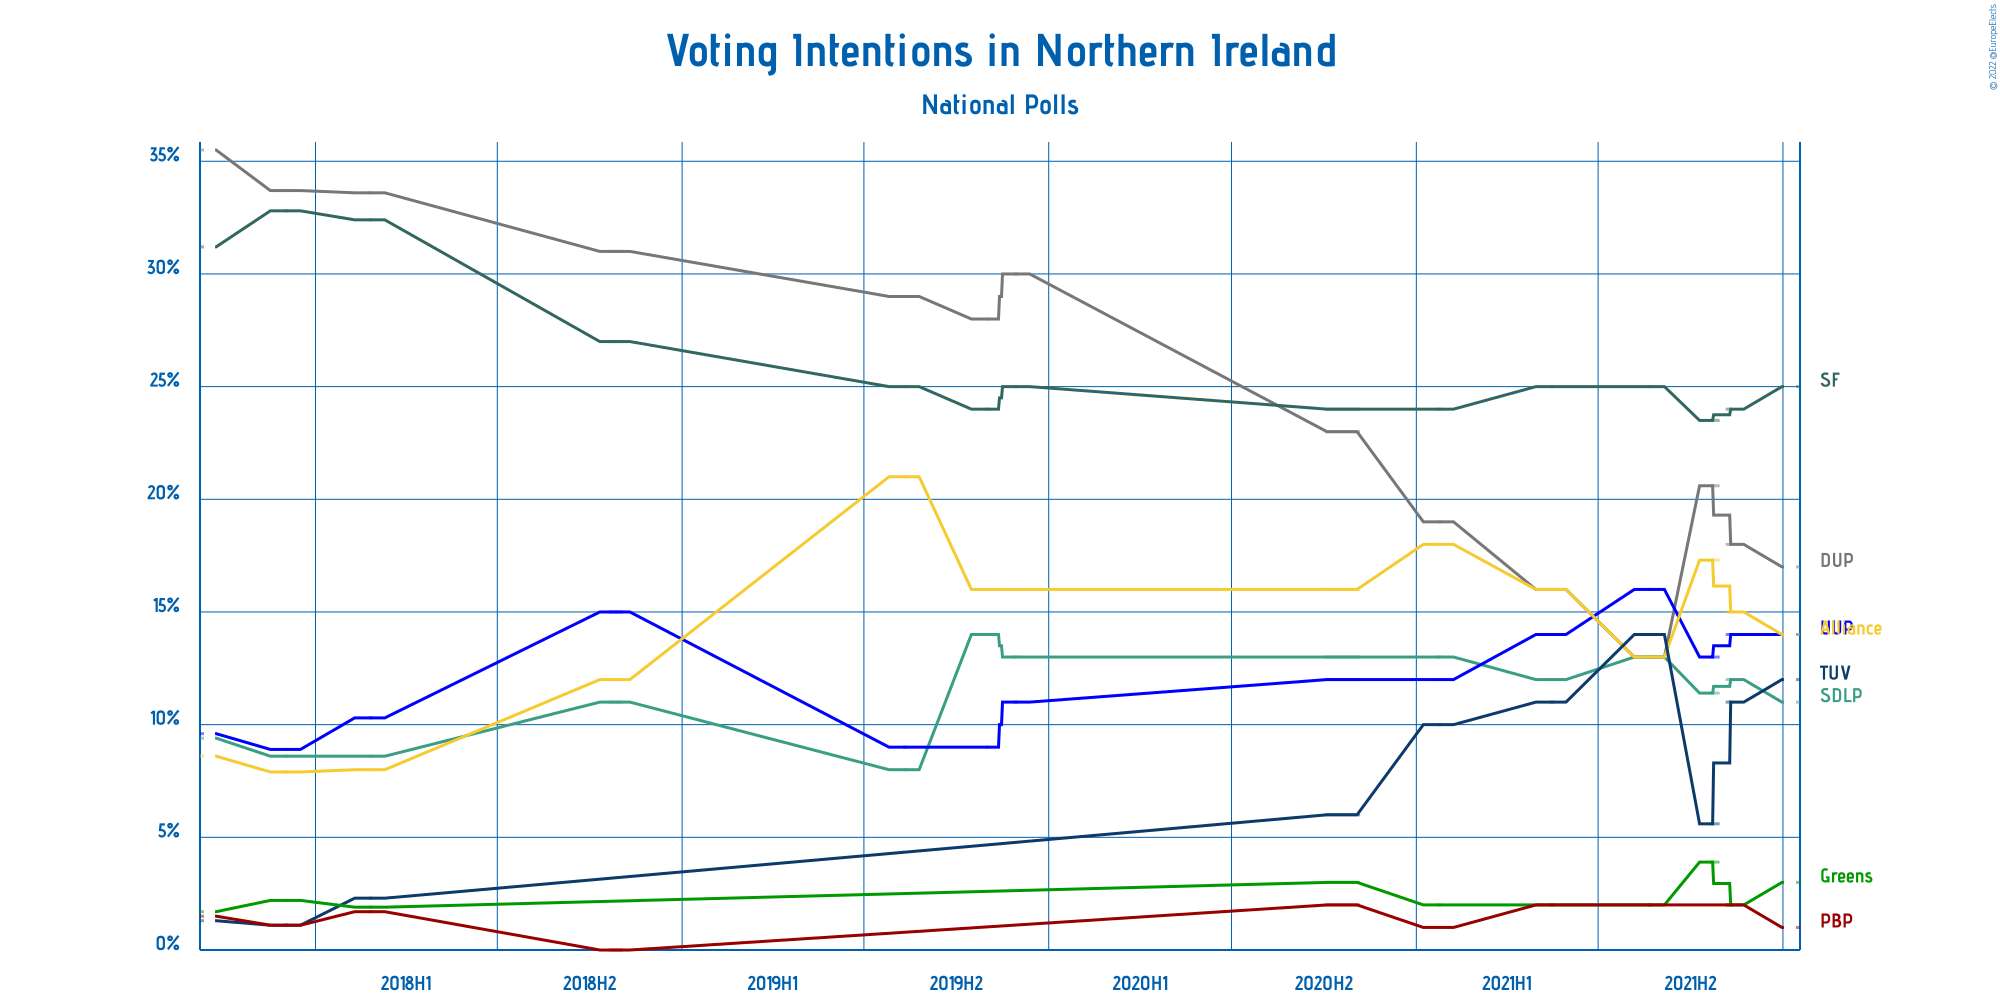 Voting Intentions in Northern Ireland
National Polls
© 2022 @EuropeElects
35%
30%
25%
20%
15%
10%
5%
0%
SF
DUP
UUP
Alliance
TUV
SDLP
Greens
PBP
2018H1
2018H2
2019H1
2019H2
2020H1
2020H2
2021H1
2021H2